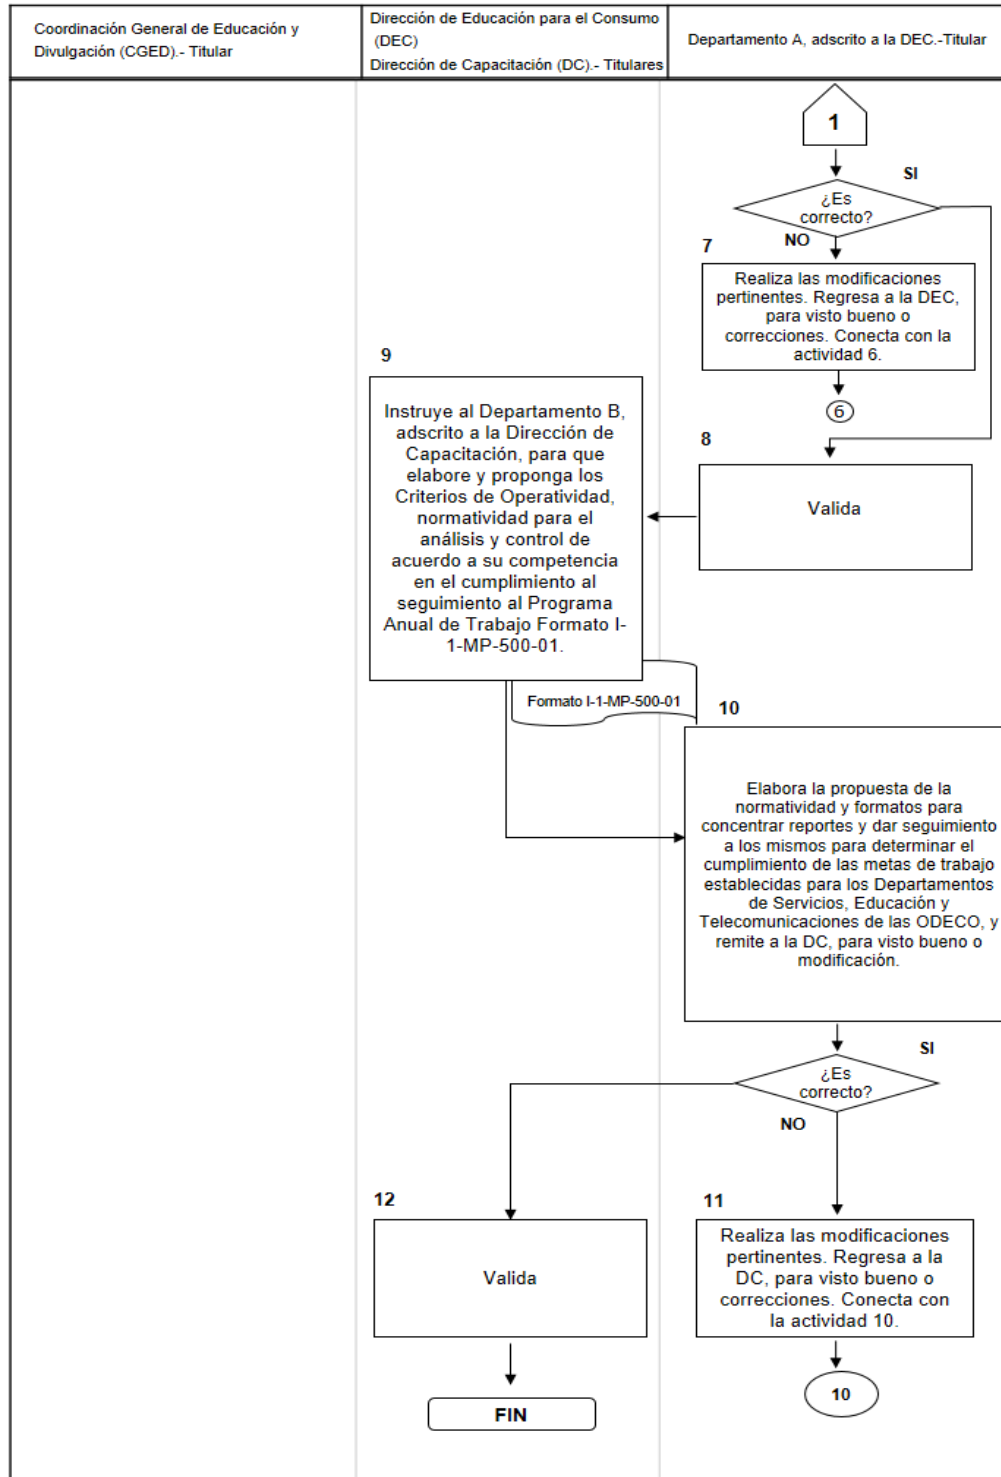 Coordinación General de Educación y
Divulgación (CGED).- Titular
Dirección de Educación para el Consumo
(DEC)
Dirección de Capacitación (DC).- Titulares
Departamento A, adscrito a la DEC.-Titular
1
SI
¿Es
correcto?
NO
7
Realiza las modificaciones
pertinentes. Regresa a la DEC,
para visto bueno o
correcciones. Conecta con la
actividad 6.
6
8
Valida
9
Instruye al Departamento B,
adscrito a la Dirección de
Capacitación, para que
elabore y proponga los
Criterios de Operatividad,
normatividad para el
análisis y control de
acuerdo a su competencia
en el cumplimiento al
seguimiento al Programa
Anual de Trabajo Formato I-
1-MP-500-01.
Formato I-1-MP-500-01
10
Elabora la propuesta de la
normatividad y formatos para
concentrar reportes y dar seguimiento
a los mismos para determinar el
cumplimiento de las metas de trabajo
establecidas para los Departamentos
de Servicios, Educación y
Telecomunicaciones de las ODECO, y
remite a la DC, para visto bueno o
modificación.
SI
¿Es
correcto?
NO
12
Valida
FIN
11
Realiza las modificaciones
pertinentes. Regresa a la
DC, para visto bueno o
correcciones. Conecta con
la actividad 10.
10